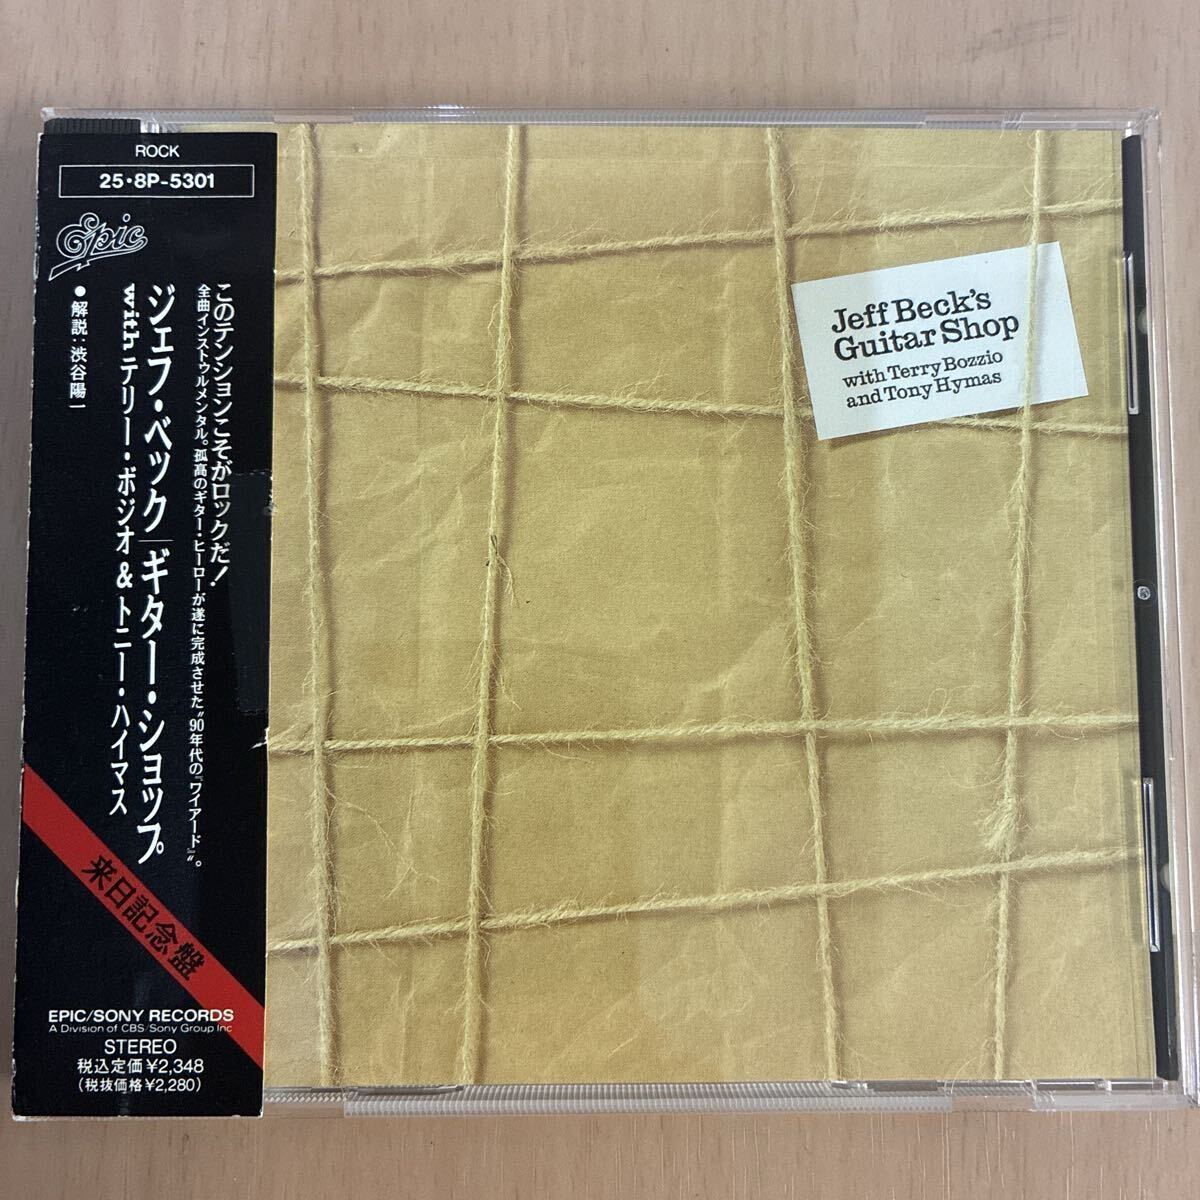 ROCK
25・8P-5301
Epic
このテンションこそがロックだ!
全曲インストゥルメンタル。孤高のギター・ヒーローが遂に完成させた“90年代の『ワイアード』”。
ジェフ・ベック|ギター・ショップ
withテリー・ボジオ&トニー・ハイマス
●解説:渋谷陽一
来日記念盤
EPIC/SONY RECORDS
A Division of CBS/Sony Group Inc
STEREO
税込定価¥2,348
(税抜価格¥2,280)
Jeff Beck's
Guitar Shop
with Terry Bozzio
and Tony Hymas